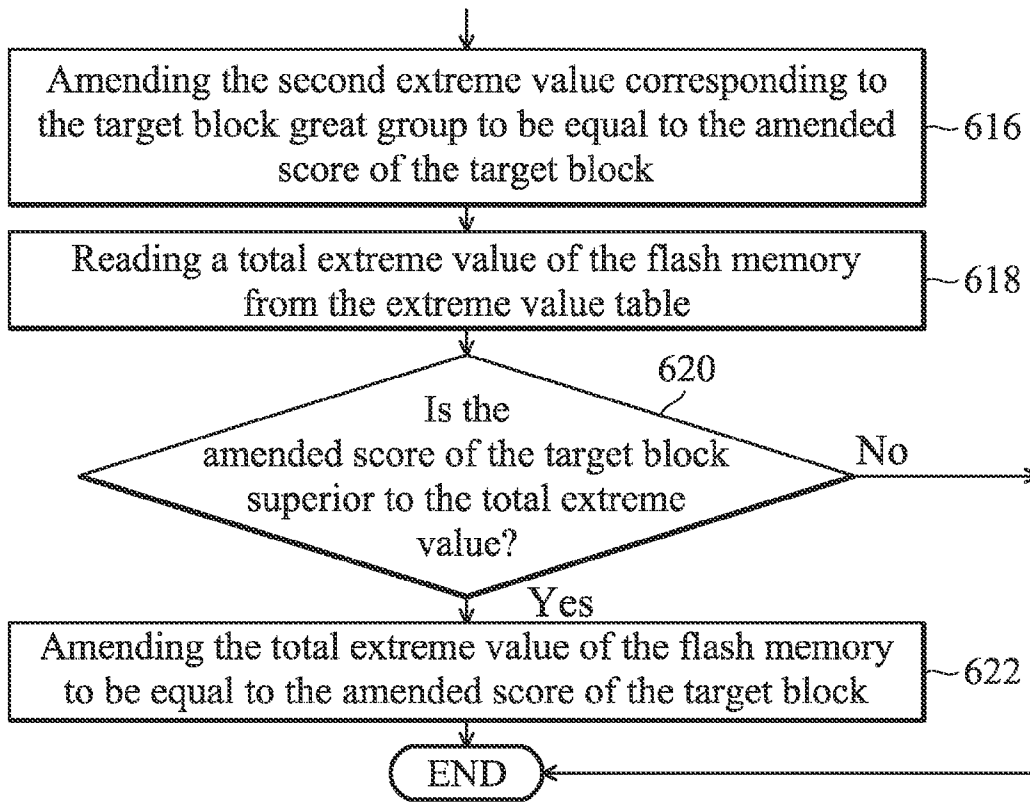 Amending the second extreme value corresponding to
the target block great group to be equal to the amended
score of the target block
616
Reading a total extreme value of the flash memory
from the extreme value table
618
620
Is the
amended score of the target block
superior to the total extreme
value?
No
Yes
Amending the total extreme value of the flash memory
to be equal to the amended score of the target block
622
END